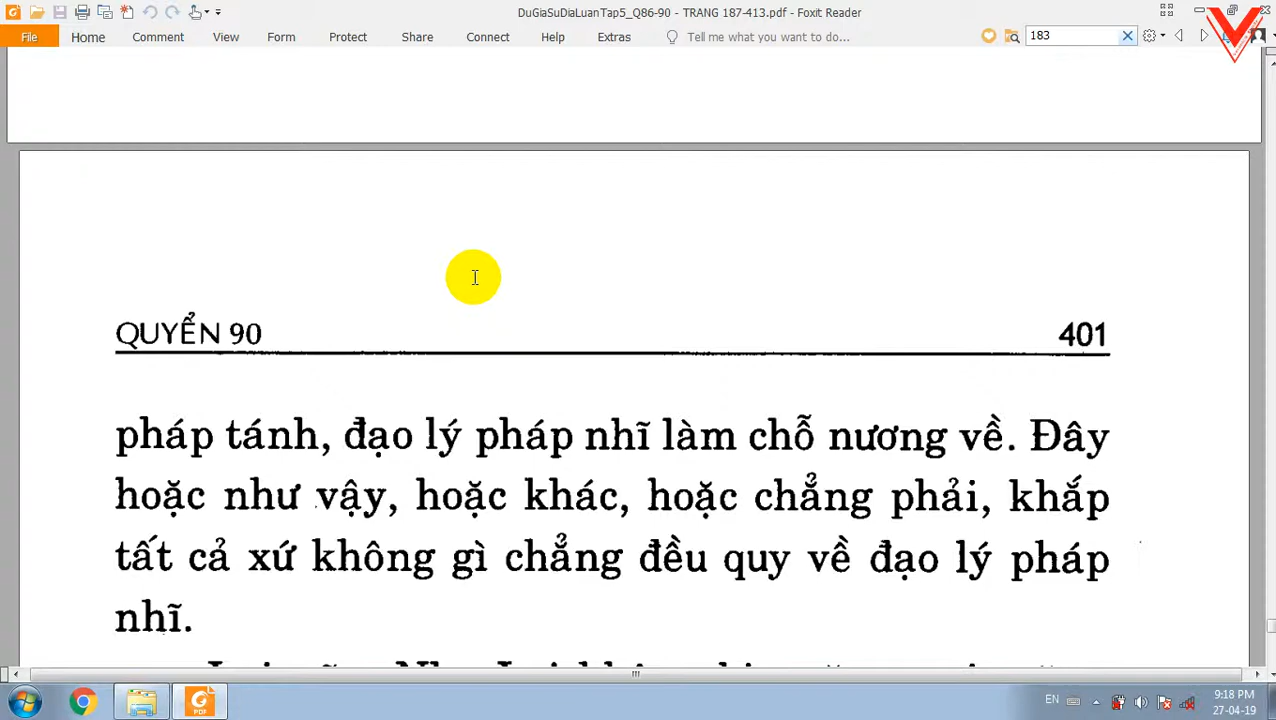 DuGiaSuDiaLuanTap5_Q86-90 - TRANG 187-413.pdf - Foxit Reader
File Home Comment View Form Protect Share Connect Help Extras Tell me what you want to do... 183
QUYỂN 90 401
pháp tánh, đạo lý pháp nhĩ làm chỗ nương về. Đây
hoặc như vậy, hoặc khác, hoặc chẳng phải, khắp
tất cả xứ không gì chẳng đều quy về đạo lý pháp
nhĩ.
EN 9:18 PM
27-04-19